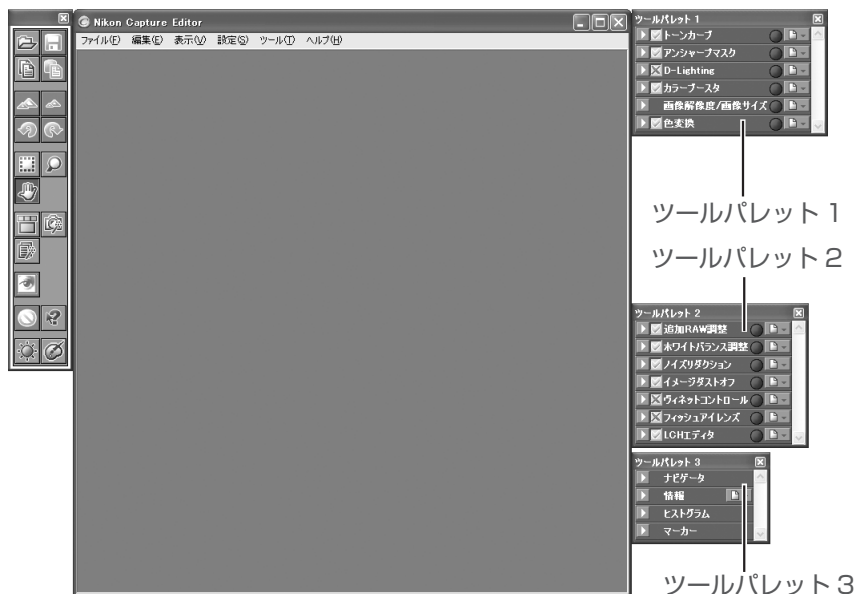 Nikon Capture Editor
ファイル(F) 編集(E) 表示(V) 設定(S) ツール(T) ヘルプ(H)
ツールパレット 1
トーンカーブ
アンシャープマスク
D-Lighting
カラーブースタ
画像解像度/画像サイズ
色変換
ツールパレット 1
ツールパレット 2
ツールパレット 2
追加RAW調整
ホワイトバランス調整
ノイズリダクション
イメージダストオフ
ヴィネットコントロール
フィッシュアイレンズ
LCHエディタ
ツールパレット 3
ナビゲータ
情報
ヒストグラム
マーカー
ツールパレット 3